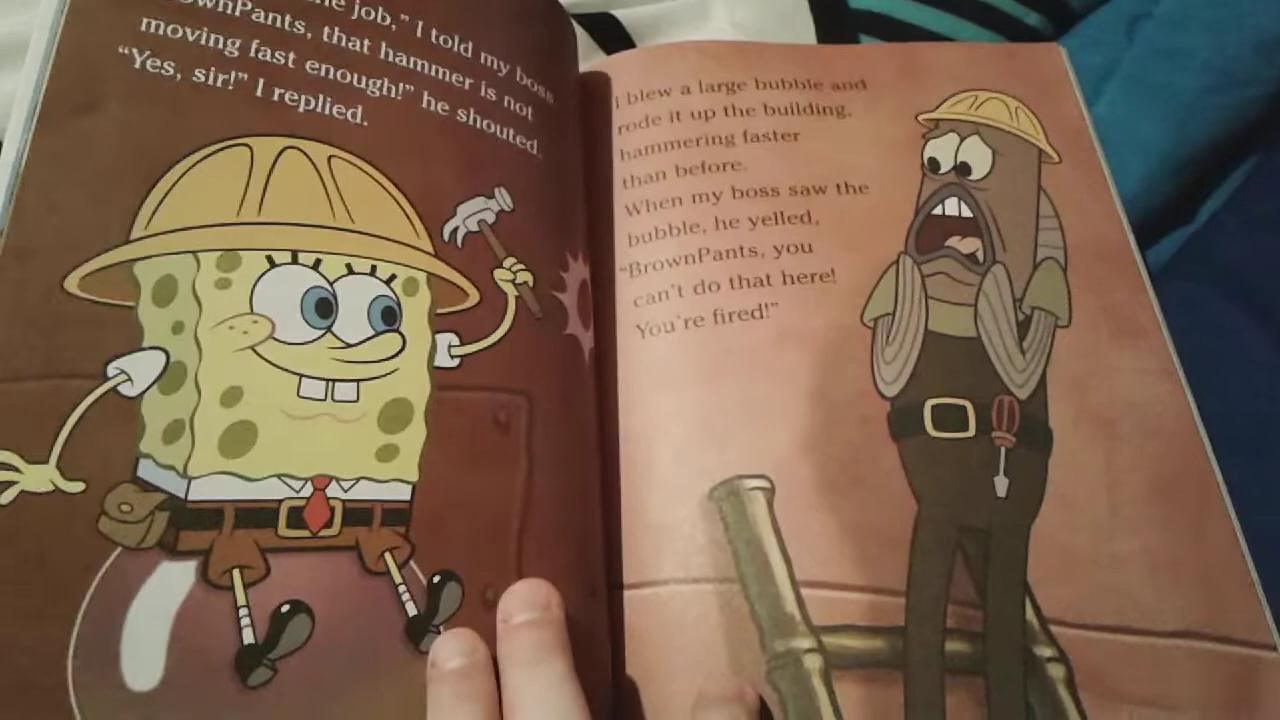 the job,” I told my boss
BrownPants, that hammer is not
moving fast enough!” he shouted.
“Yes, sir!” I replied.
I blew a large bubble and
rode it up the building,
hammering faster
than before.
When my boss saw the
bubble, he yelled,
“BrownPants, you
can’t do that here!
You’re fired!”